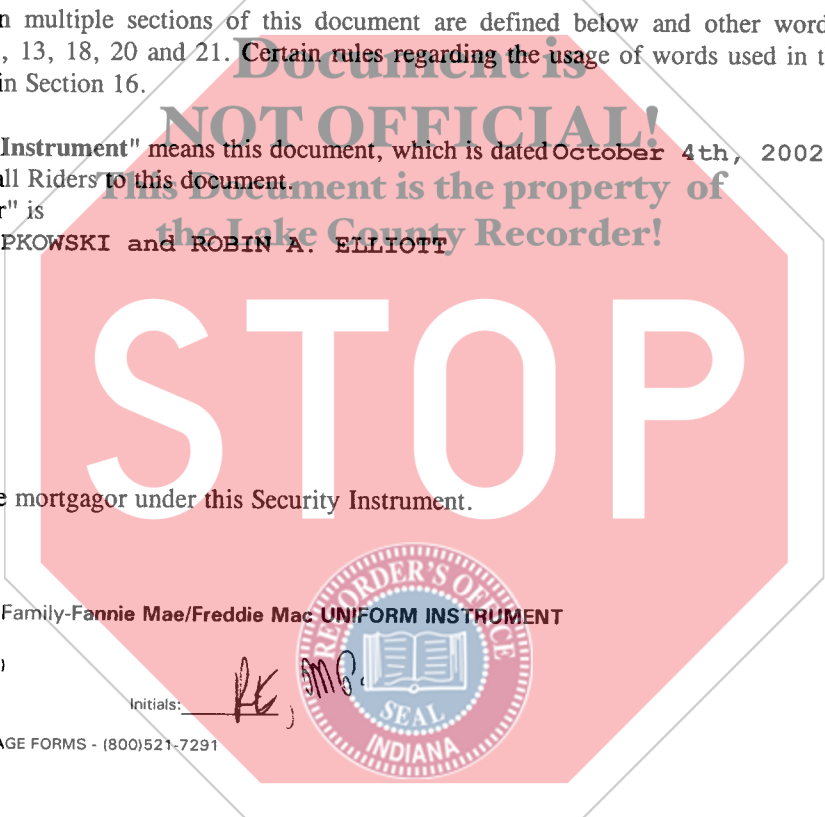 n multiple sections of this document are defined below and other word
, 13, 18, 20 and 21. Certain rules regarding the usage of words used in t
in Section 16.
Document is
NOT OFFICIAL!
This Document is the property of
the Lake County Recorder!
Instrument" means this document, which is dated October 4th, 2002
all Riders to this document.
r" is
PKOWSKI and ROBIN A. ELLIOTT
STOP
e mortgagor under this Security Instrument.
Family-Fannie Mae/Freddie Mac UNIFORM INSTRUMENT
)
Initials:
AGE FORMS - (800)521-7291
RECORDER'S OFFICE
SEAL
INDIANA